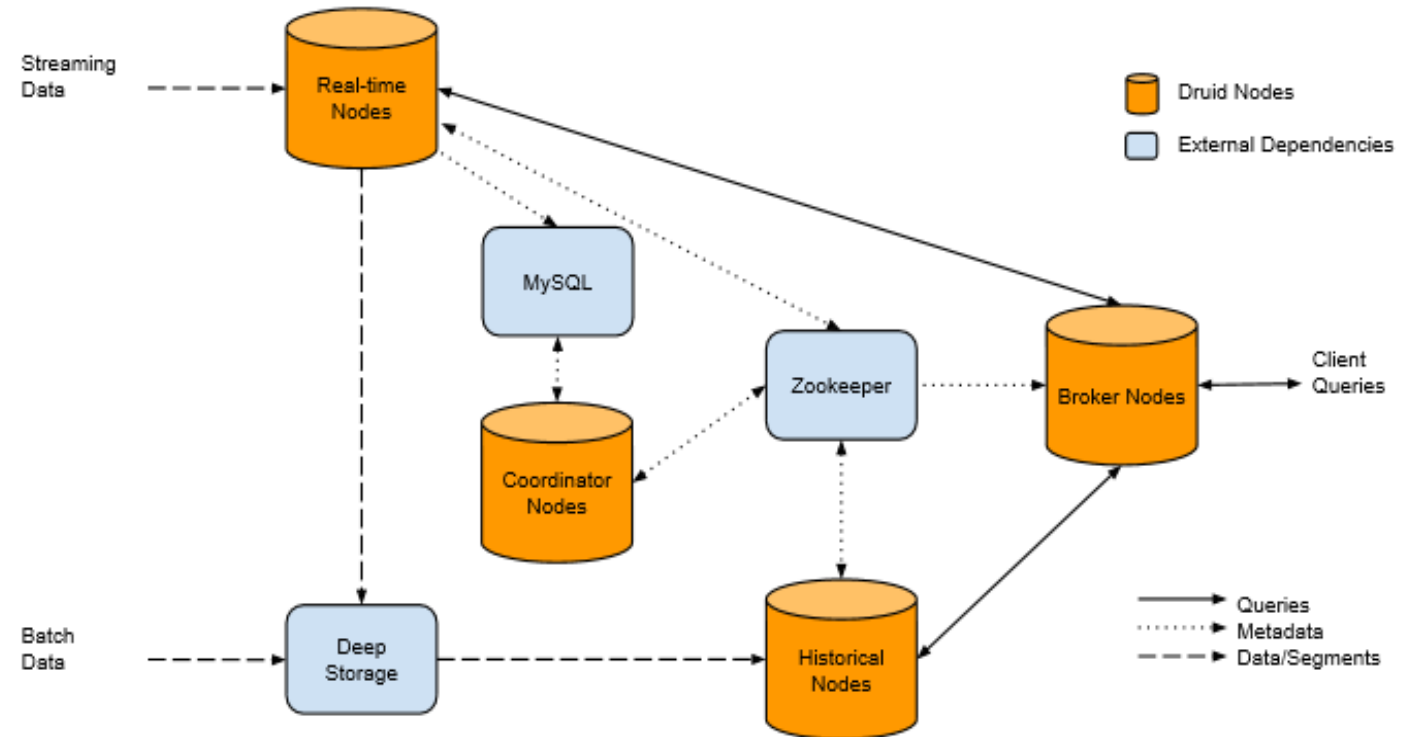 Streaming
Data
Real-time
Nodes
Druid Nodes
External Dependencies
MySQL
Zookeeper
Broker Nodes
Client
Queries
Coordinator
Nodes
Batch
Data
Deep
Storage
Historical
Nodes
Queries
Metadata
Data/Segments